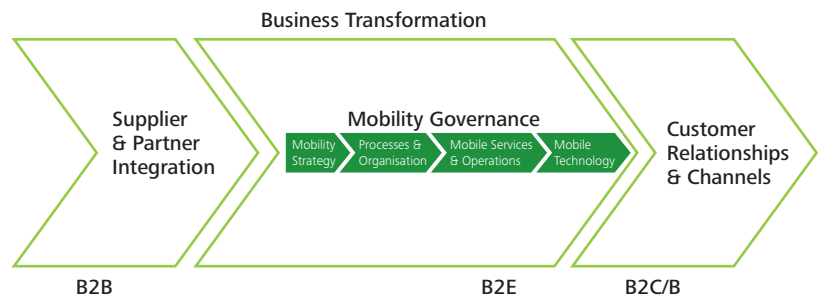 Business Transformation
Supplier
& Partner
Integration
Mobility Governance
Mobility
Strategy
Processes &
Organisation
Mobile Services
& Operations
Mobile
Technology
Customer
Relationships
& Channels
B2B
B2E
B2C/B